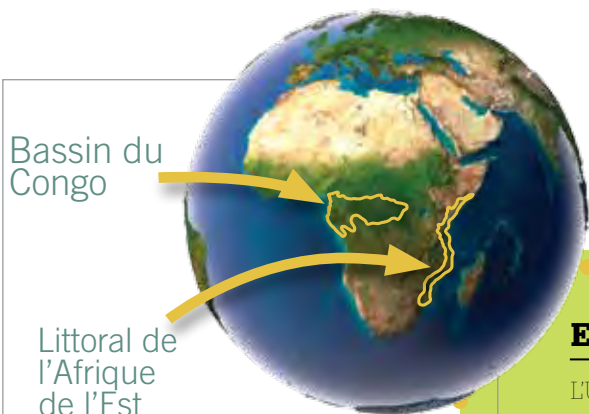 Bassin du
Congo
Littoral de
l'Afrique
de l'Est
E
L'U